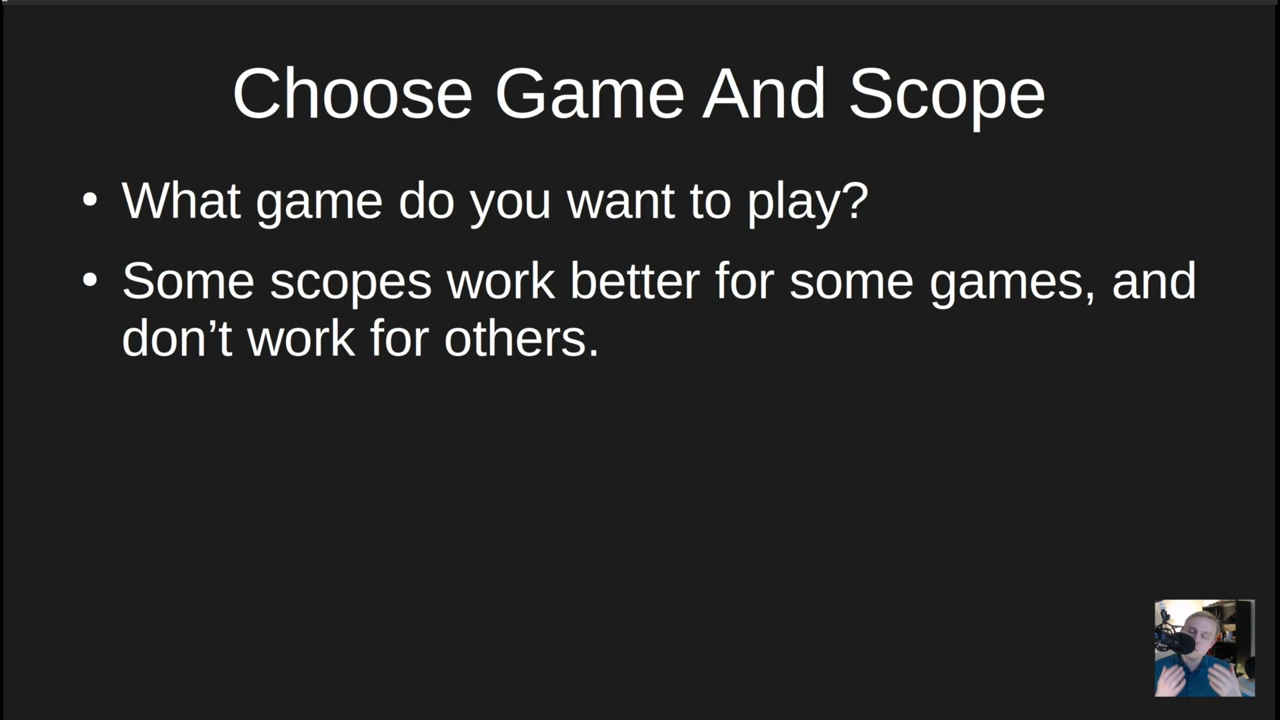 Choose Game And Scope
• What game do you want to play?
• Some scopes work better for some games, and
don’t work for others.